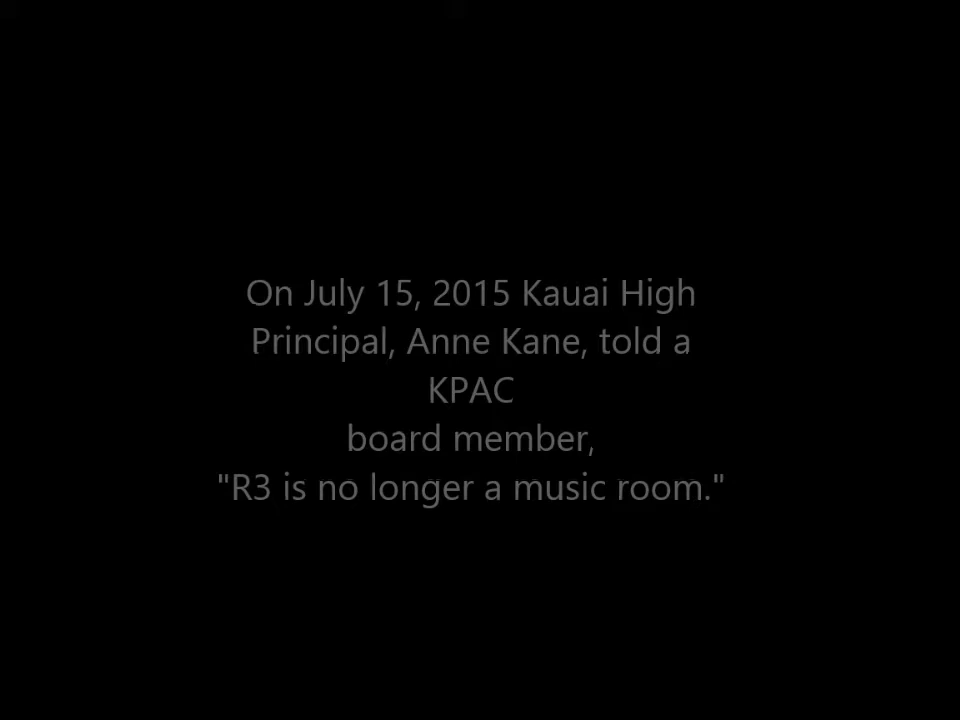 On July 15, 2015 Kauai High
Principal, Anne Kane, told a
KPAC
board member,
"R3 is no longer a music room."